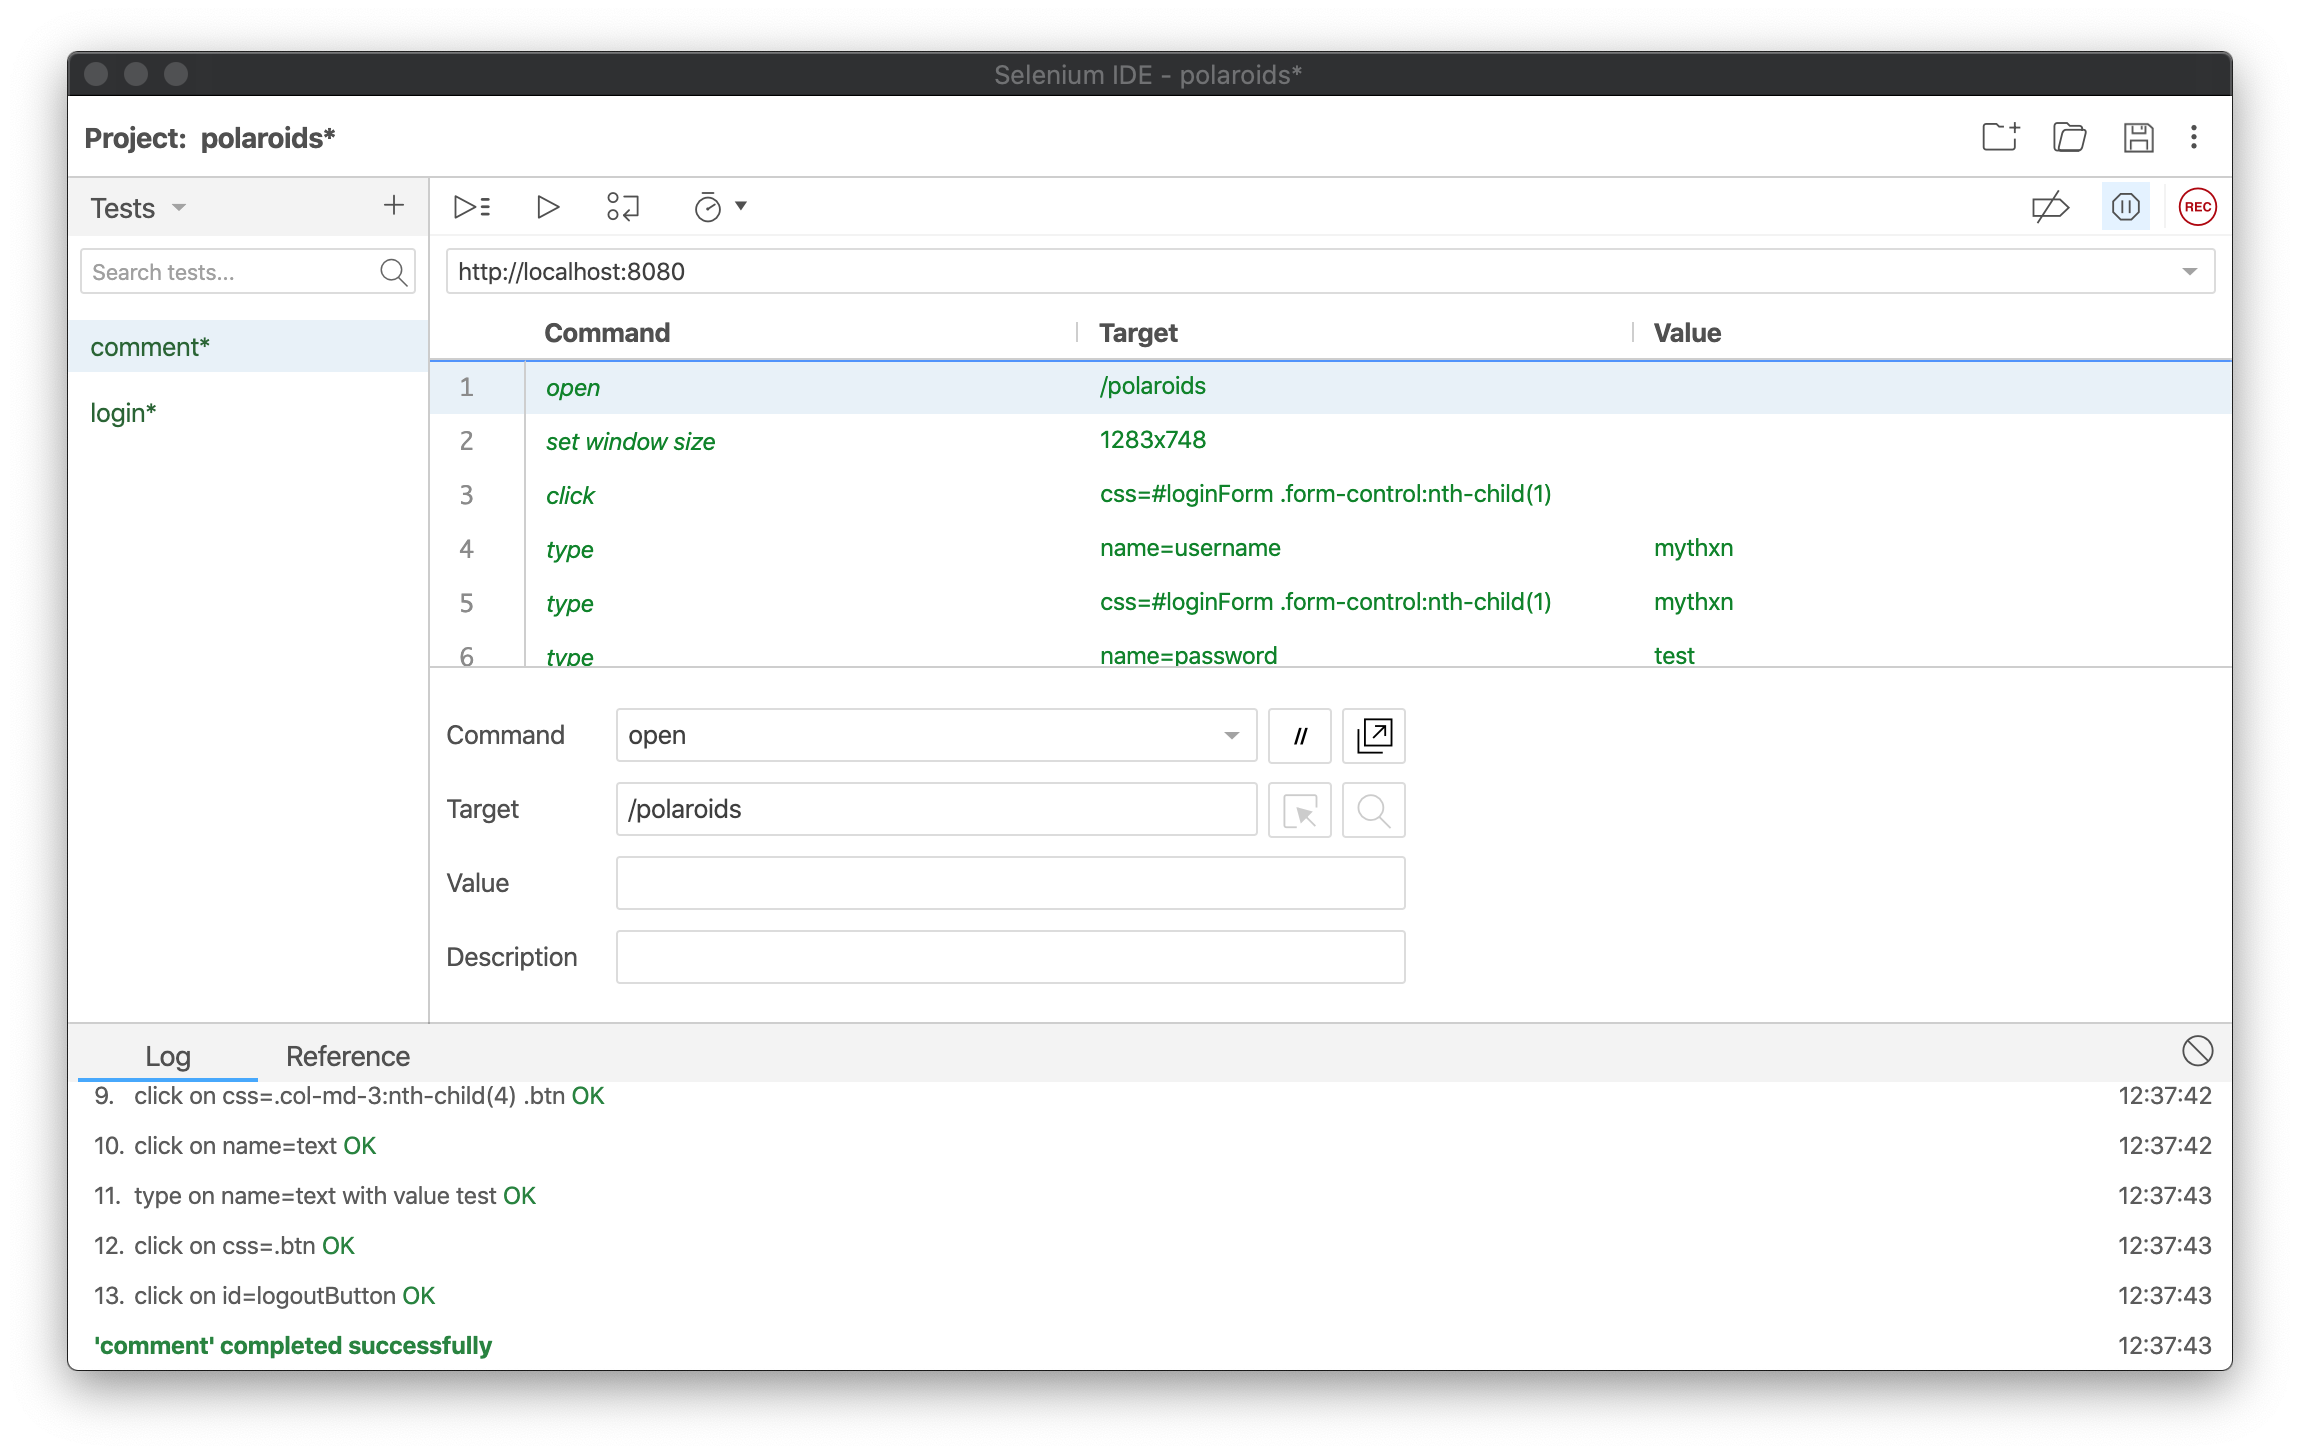 Selenium IDE - polaroids*
Project: polaroids*
Tests
REC
Search tests...
http://localhost:8080
comment*
login*
Command Target Value
1 open /polaroids
2 set window size 1283x748
3 click css=#loginForm .form-control:nth-child(1)
4 type name=username mythxn
5 type css=#loginForm .form-control:nth-child(1) mythxn
6 type name=password test
Command open //
Target /polaroids
Value
Description
Log Reference
9. click on css=.col-md-3:nth-child(4) .btn OK 12:37:42
10. click on name=text OK 12:37:42
11. type on name=text with value test OK 12:37:43
12. click on css=.btn OK 12:37:43
13. click on id=logoutButton OK 12:37:43
'comment' completed successfully 12:37:43